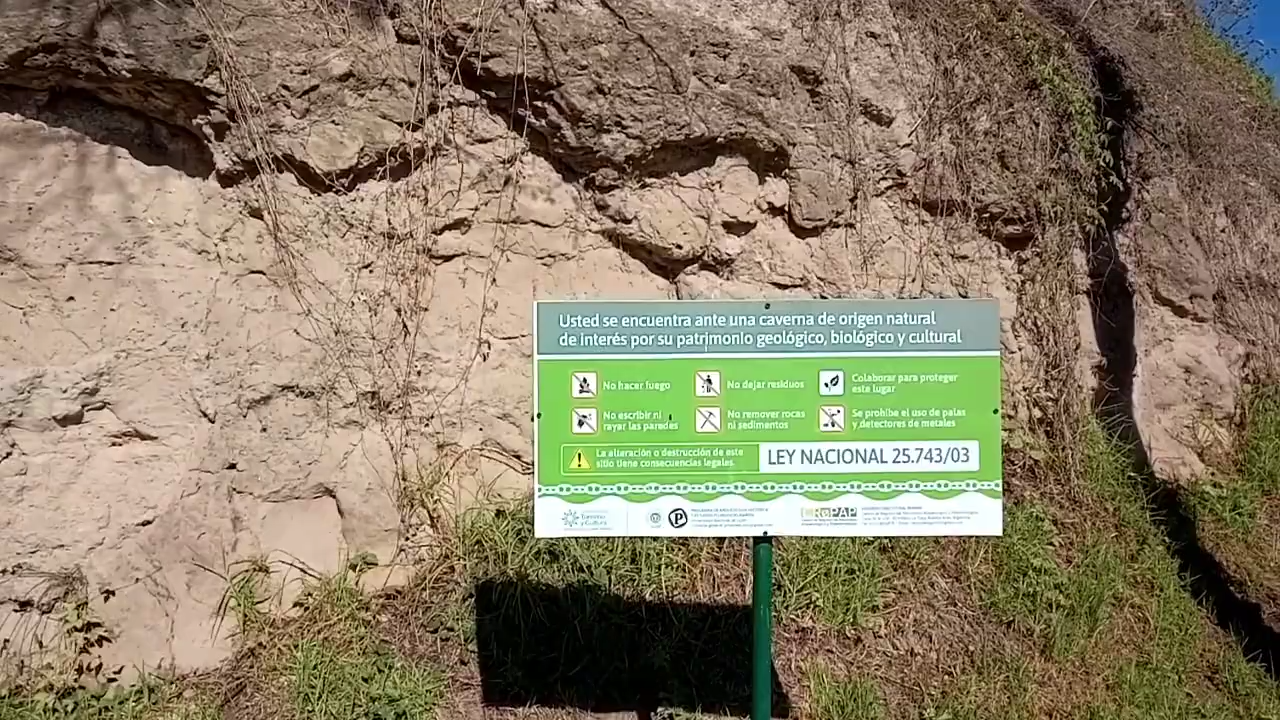 Usted se encuentra ante una caverna de origen natural
de interés por su patrimonio geológico, biológico y cultural
No hacer fuego
No dejar residuos
Colaborar para proteger
este lugar
No escribir ni
rayar las paredes
No remover rocas
ni sedimentos
Se prohíbe el uso de palas
y detectores de metales
La alteración o destrucción de este
sitio tiene consecuencias legales.
LEY NACIONAL 25.743/03
Turismo
y Cultura
P